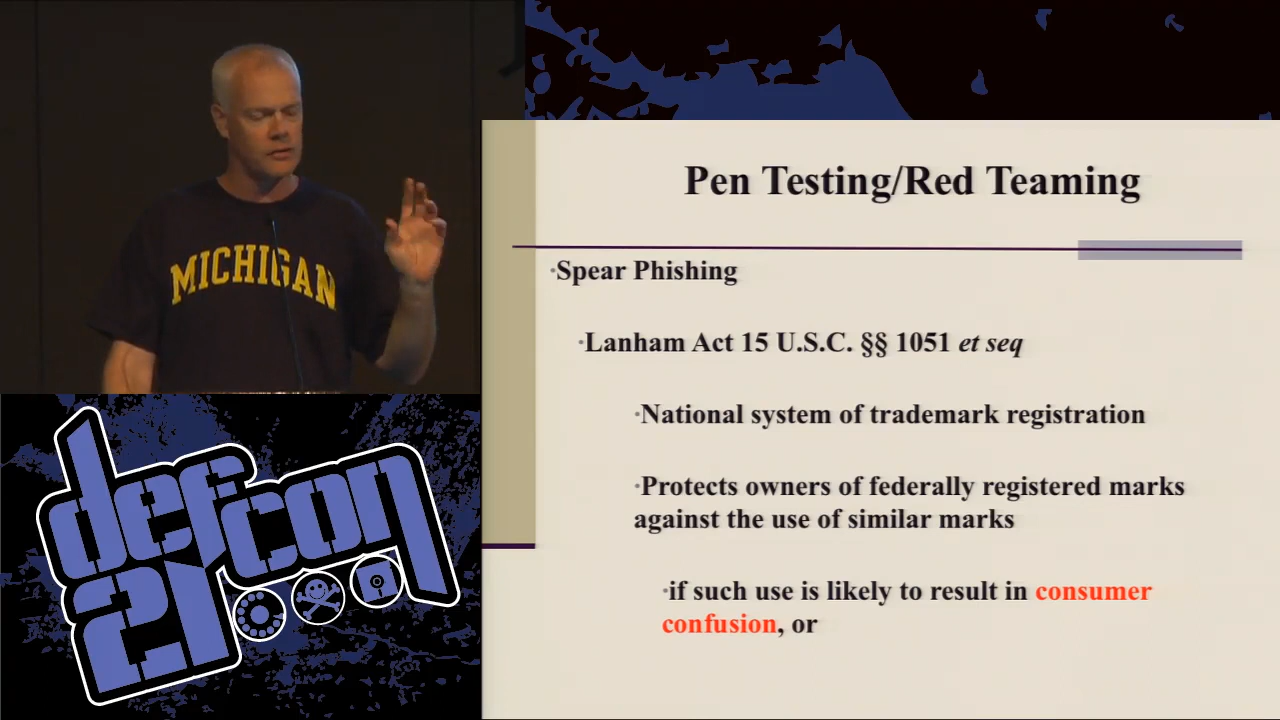 MICHIGAN
Pen Testing/Red Teaming
·Spear Phishing
·Lanham Act 15 U.S.C. §§ 1051 et seq
·National system of trademark registration
·Protects owners of federally registered marks
against the use of similar marks
·if such use is likely to result in consumer
confusion, or
defcon
21